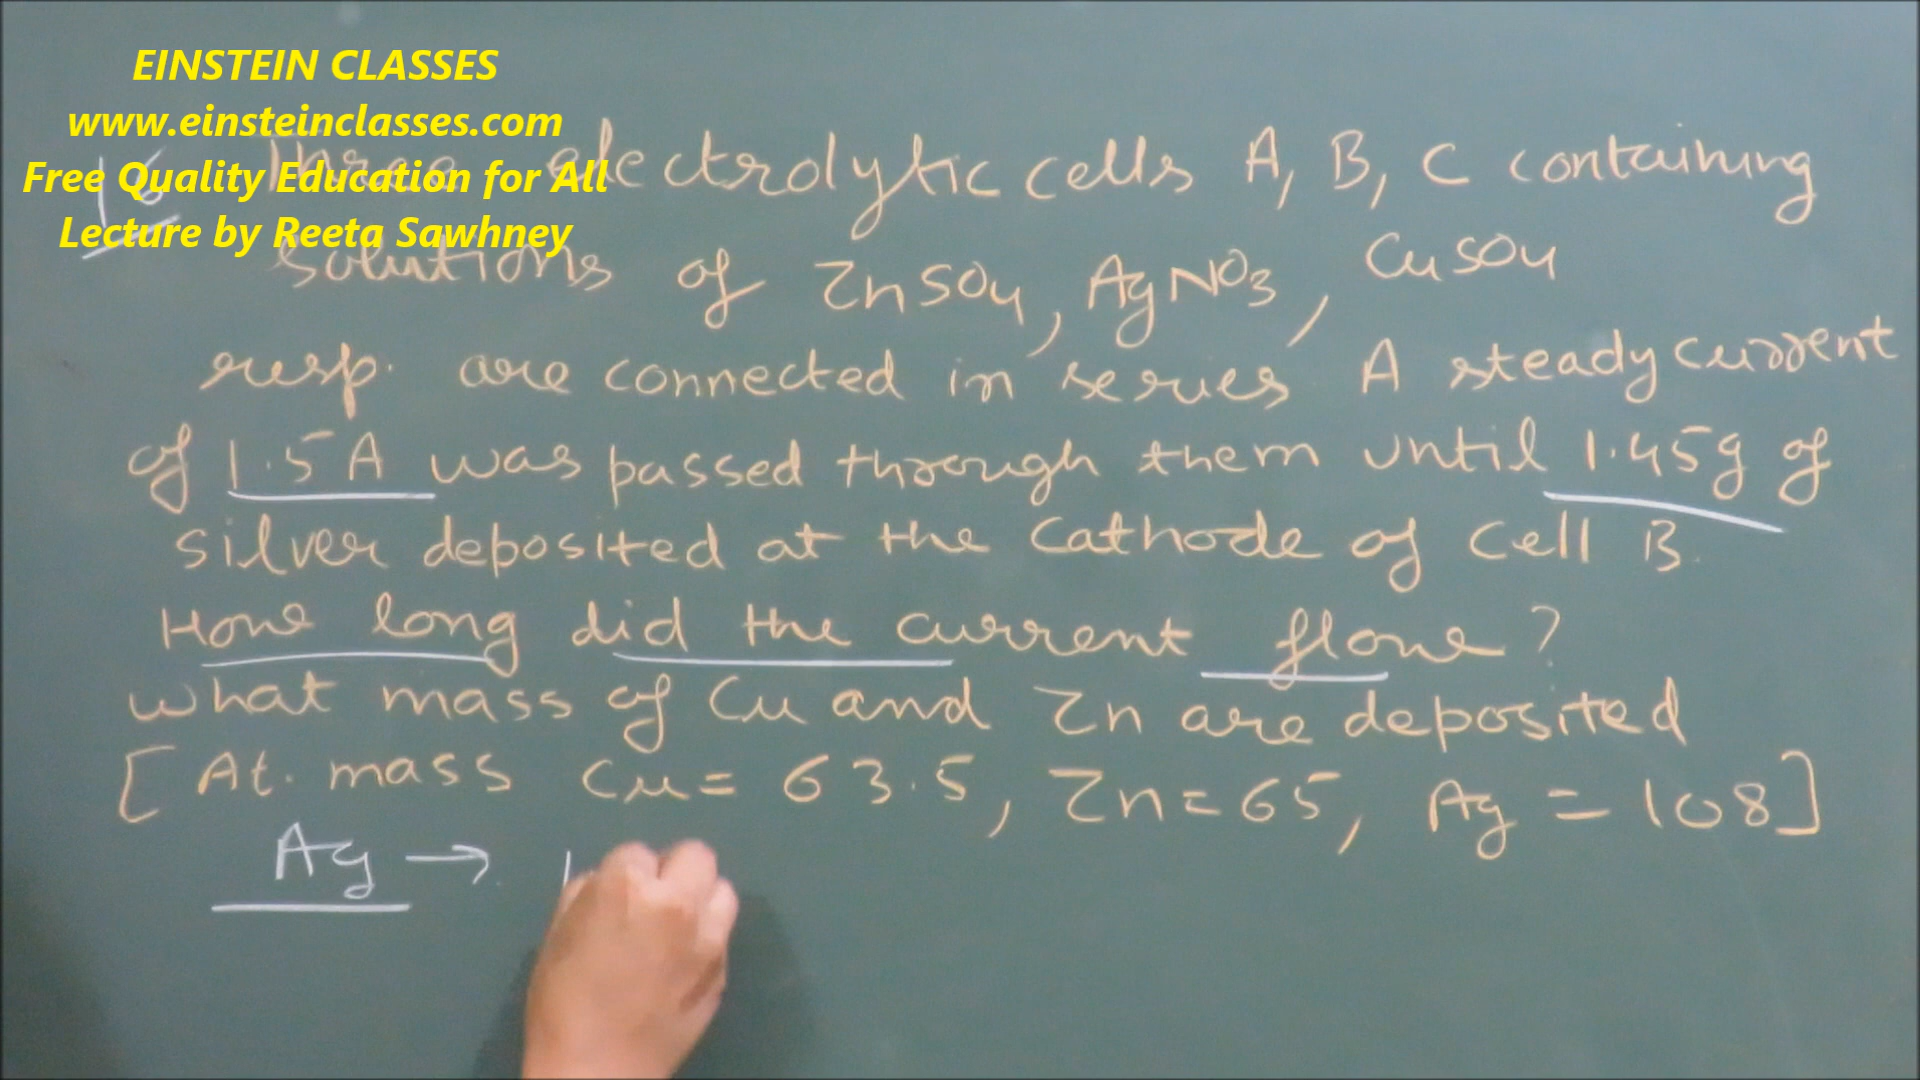 EINSTEIN CLASSES
www.einsteinclasses.com
Free Quality Education for All
Lecture by Reeta Sawhney
16 Three electrolytic cells A, B, C containing
solutions of ZnSO4, AgNO3, CuSO4
resp. are connected in series A steady current
of 1.5 A was passed through them until 1.45g of
silver deposited at the cathode of cell B.
How long did the current flow?
what mass of Cu and Zn are deposited
[At. mass Cu = 63.5, Zn = 65, Ag = 108]
Ag →